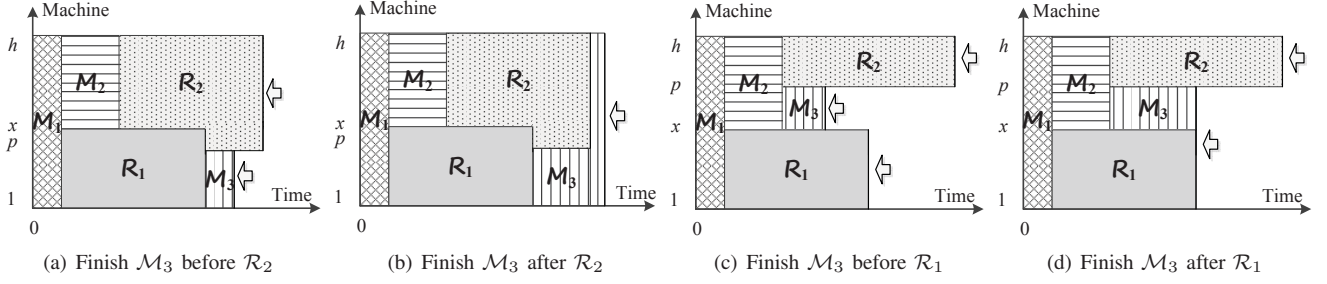 Machine
h
x
p
1
0
Time
M₁
M₂
R₂
R₁
M₃
(a) Finish M₃ before R₂
Machine
h
x
p
1
0
Time
M₁
M₂
R₂
R₁
M₃
(b) Finish M₃ after R₂
Machine
h
p
x
1
0
Time
M₁
M₂
R₂
M₃
R₁
(c) Finish M₃ before R₁
Machine
h
p
x
1
0
Time
M₁
M₂
R₂
M₃
R₁
(d) Finish M₃ after R₁